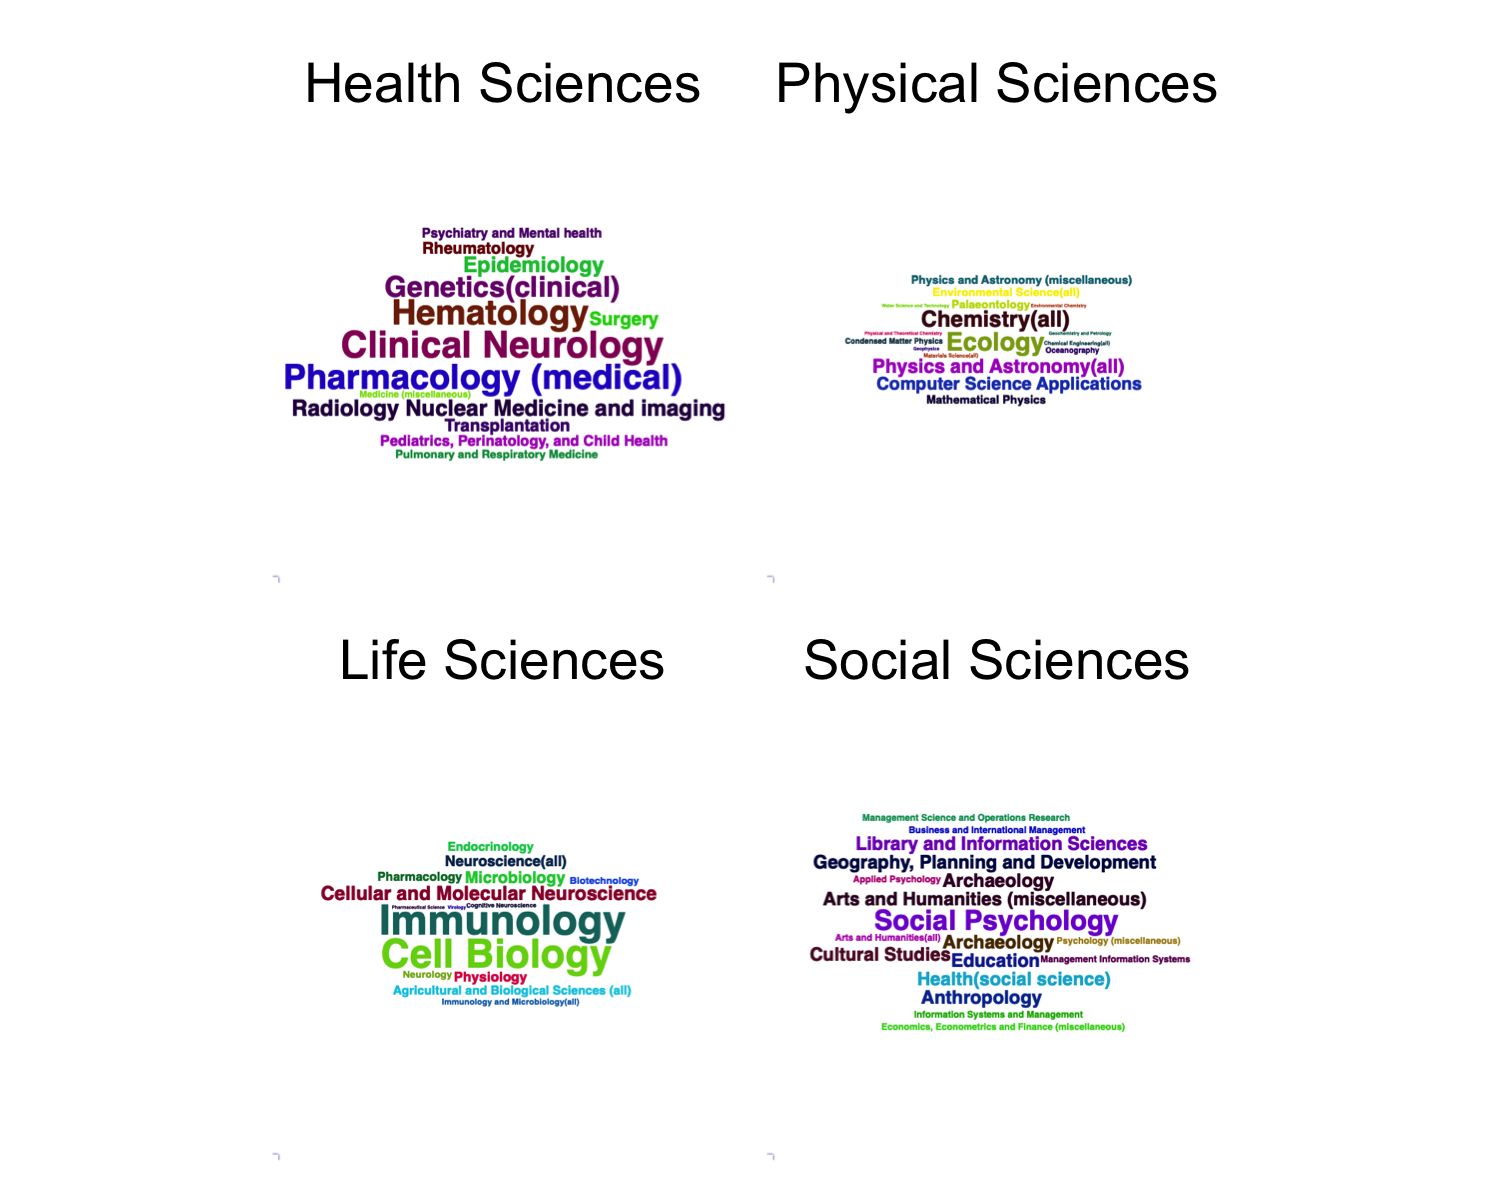 Health Sciences
Psychiatry and Mental health
Rheumatology
Epidemiology
Genetics(clinical)
Hematology
Surgery
Clinical Neurology
Pharmacology (medical)
Medicine (miscellaneous)
Radiology Nuclear Medicine and imaging
Transplantation
Pediatrics, Perinatology, and Child Health
Pulmonary and Respiratory Medicine
Physical Sciences
Physics and Astronomy (miscellaneous)
Environmental Science(all)
Water Science and Technology
Palaeontology
Environmental Chemistry
Chemistry(all)
Physical and Theoretical Chemistry
Geochemistry and Petrology
Condensed Matter Physics
Ecology
Chemical Engineering(all)
Geophysics
Oceanography
Materials Science(all)
Physics and Astronomy(all)
Computer Science Applications
Mathematical Physics
Life Sciences
Endocrinology
Neuroscience(all)
Pharmacology
Microbiology
Biotechnology
Cellular and Molecular Neuroscience
Pharmaceutical Science
Virology
Cognitive Neuroscience
Immunology
Cell Biology
Neurology
Physiology
Agricultural and Biological Sciences (all)
Immunology and Microbiology(all)
Social Sciences
Management Science and Operations Research
Business and International Management
Library and Information Sciences
Geography, Planning and Development
Applied Psychology
Archaeology
Arts and Humanities (miscellaneous)
Social Psychology
Arts and Humanities(all)
Archaeology
Psychology (miscellaneous)
Cultural Studies
Education
Management Information Systems
Health(social science)
Anthropology
Information Systems and Management
Economics, Econometrics and Finance (miscellaneous)